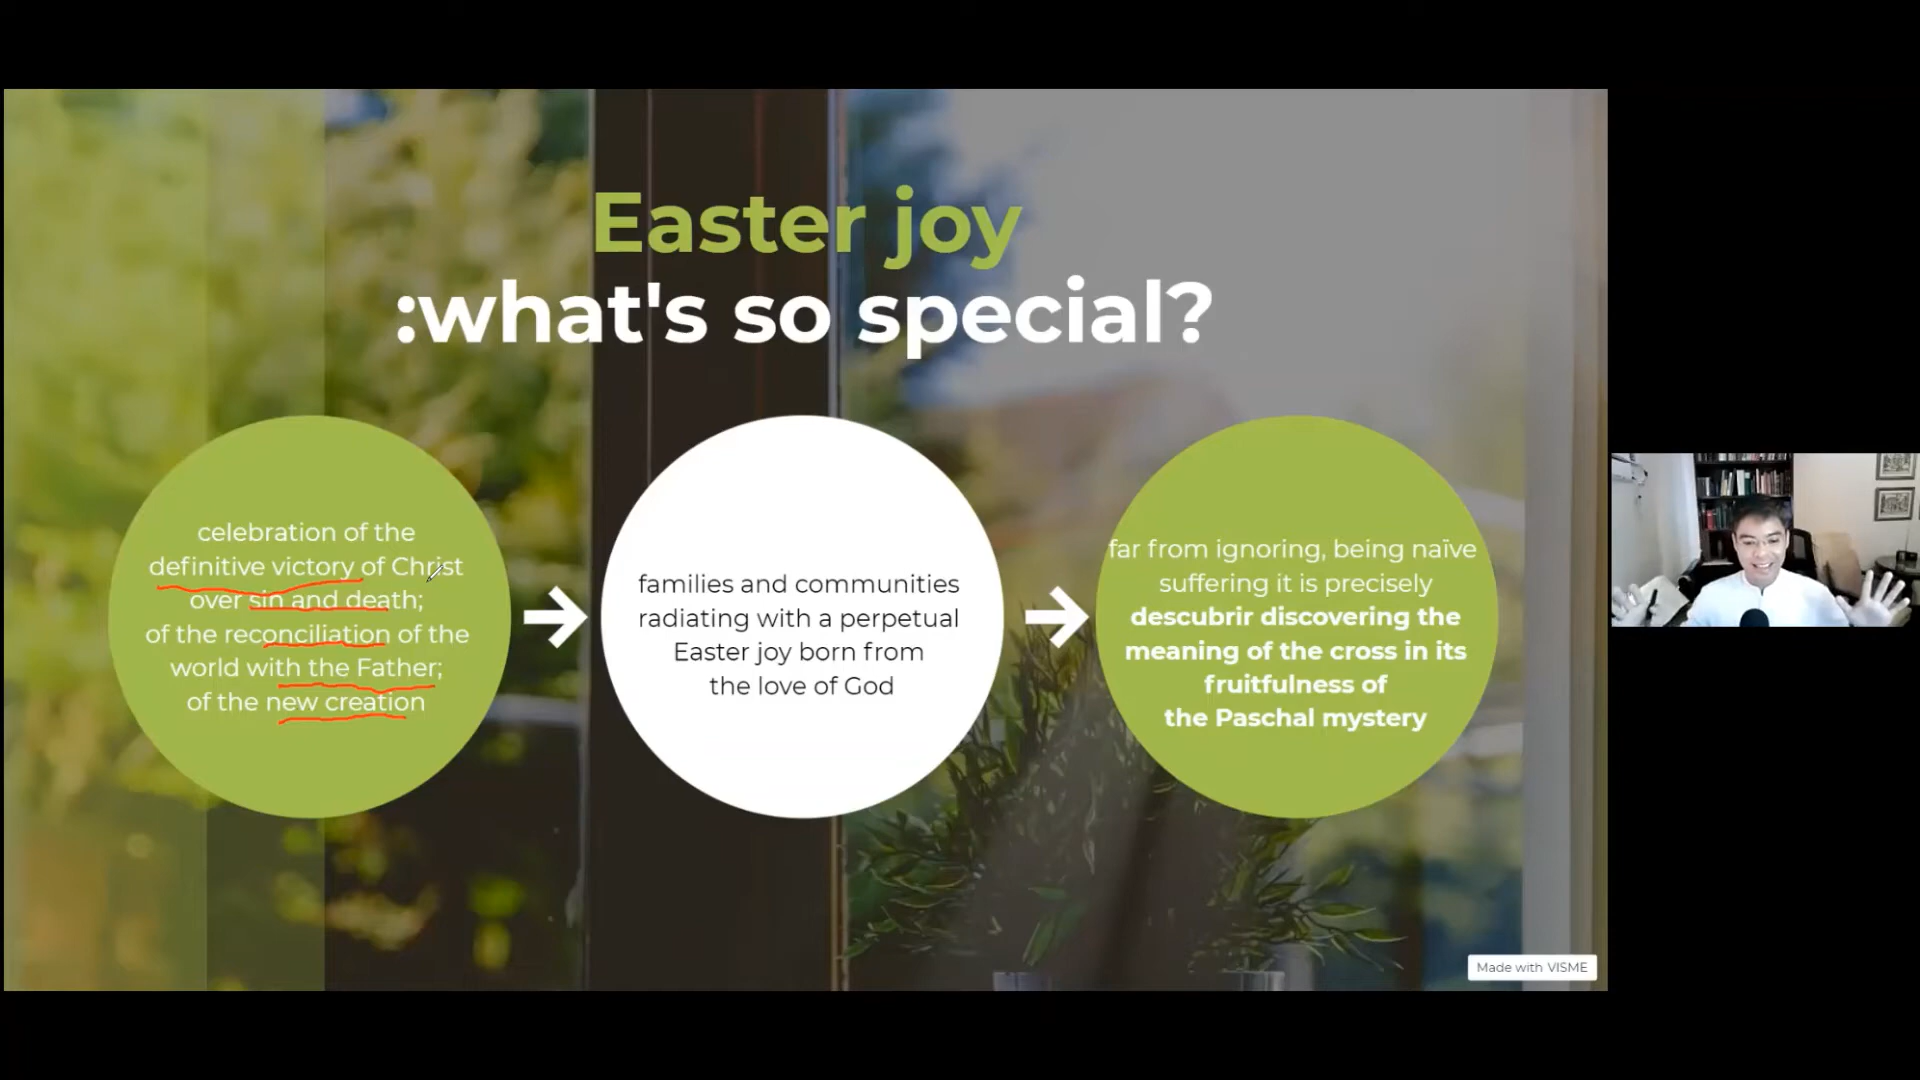 Easter joy
:what's so special?
celebration of the
definitive victory of Christ
over sin and death;
of the reconciliation of the
world with the Father;
of the new creation
families and communities
radiating with a perpetual
Easter joy born from
the love of God
far from ignoring, being naïve
suffering it is precisely
descubrir discovering the
meaning of the cross in its
fruitfulness of
the Paschal mystery
Made with VISME